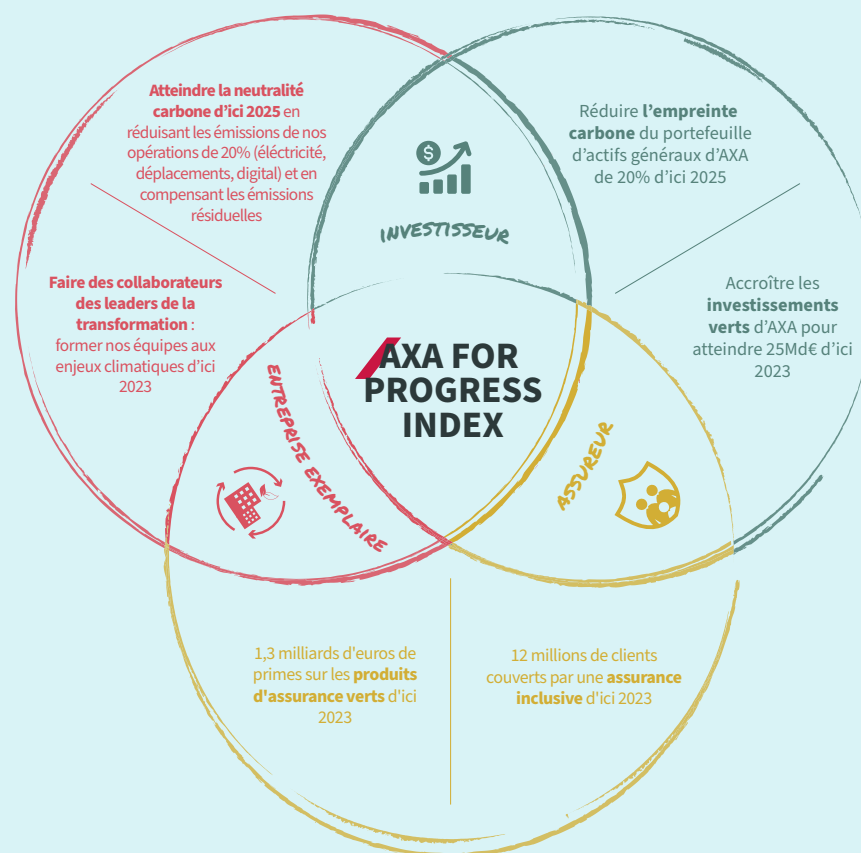 Atteindre la neutralité
carbone d'ici 2025 en
réduisant les émissions de nos
opérations de 20% (éléctricité,
déplacements, digital) et en
compensant les émissions
résiduelles
Faire des collaborateurs
des leaders de la
transformation :
former nos équipes aux
enjeux climatiques d'ici
2023
$
INVESTISSEUR
Réduire l'empreinte
carbone du portefeuille
d'actifs généraux d'AXA
de 20% d'ici 2025
Accroître les
investissements
verts d'AXA pour
atteindre 25Md€ d'ici
2023
AXA FOR
PROGRESS
INDEX
ENTREPRISE EXEMPLAIRE
ASSUREUR
1,3 milliards d'euros de
primes sur les produits
d'assurance verts d'ici
2023
12 millions de clients
couverts par une assurance
inclusive d'ici 2023